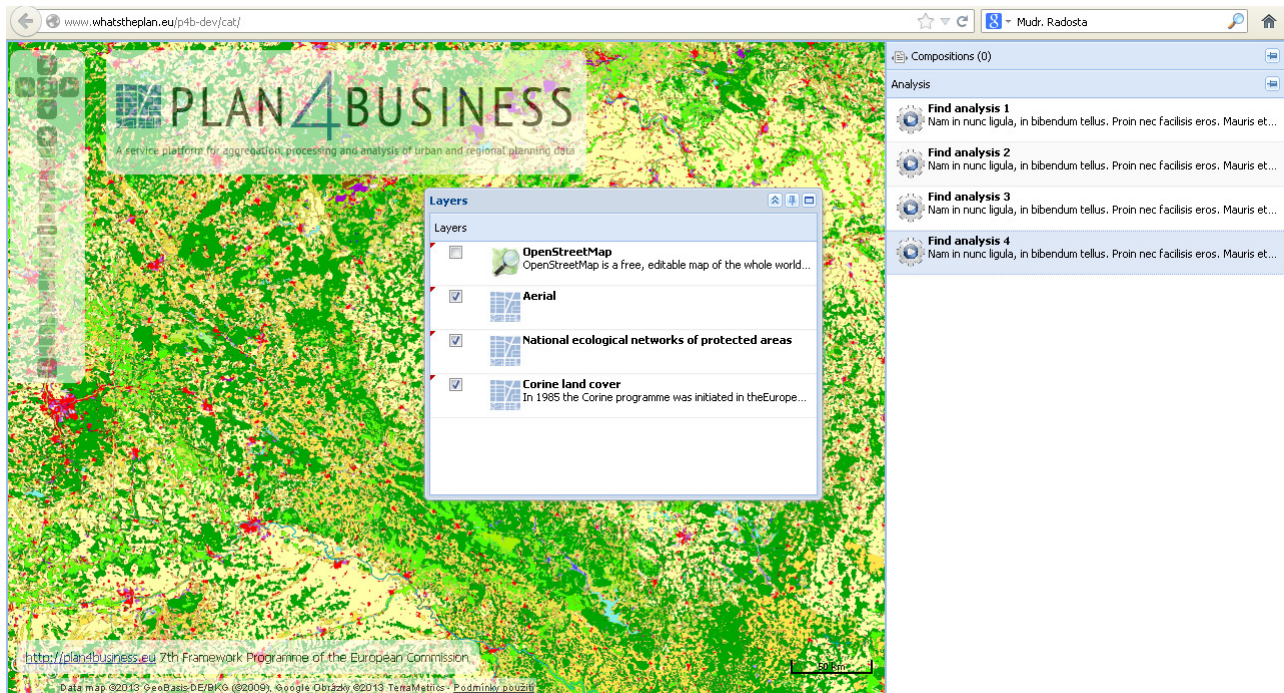 www.whatstheplan.eu/p4b-dev/cat/
Mudr. Radosta
PLAN4BUSINESS
A service platform for aggregation, processing and analysis of urban and regional planning data
Compositions (0)
Analysis
Find analysis 1
Nam in nunc ligula, in bibendum tellus. Proin nec facilisis eros. Mauris et...
Find analysis 2
Nam in nunc ligula, in bibendum tellus. Proin nec facilisis eros. Mauris et...
Find analysis 3
Nam in nunc ligula, in bibendum tellus. Proin nec facilisis eros. Mauris et...
Find analysis 4
Nam in nunc ligula, in bibendum tellus. Proin nec facilisis eros. Mauris et...
Layers
Layers
OpenStreetMap
OpenStreetMap is a free, editable map of the whole world...
Aerial
National ecological networks of protected areas
Corine land cover
In 1985 the Corine programme was initiated in theEurope...
http://plan4business.eu 7th Framework Programme of the European Commission
50 km
Data map ©2013 GeoBasis-DE/BKG (©2009), Google Obrázky ©2013 TerraMetrics - Podmínky použití